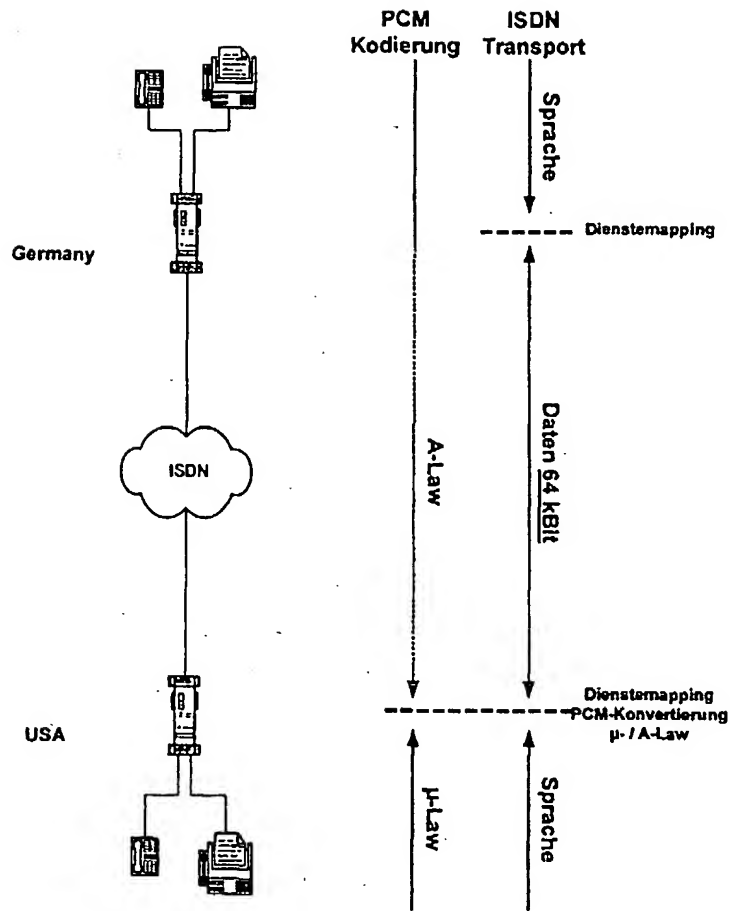 PCM
Kodierung
ISDN
Transport
Sprache
Dienstemapping
Germany
Daten 64 kBit
A-Law
ISDN
Dienstemapping
PCM-Konvertierung
µ- / A-Law
USA
µ-Law
Sprache